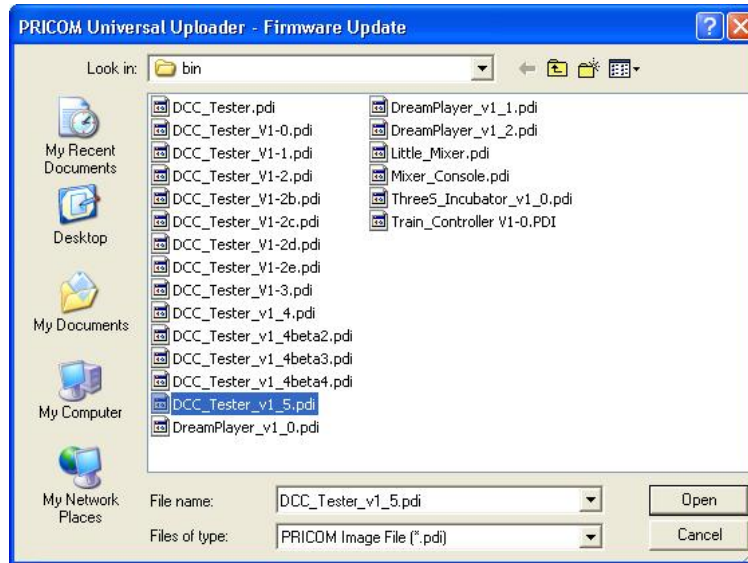 PRICOM Universal Uploader - Firmware Update
Look in:
bin
My Recent
Documents
Desktop
My Documents
My Computer
My Network
Places
DCC_Tester.pdi
DCC_Tester_V1-0.pdi
DCC_Tester_V1-1.pdi
DCC_Tester_V1-2.pdi
DCC_Tester_V1-2b.pdi
DCC_Tester_V1-2c.pdi
DCC_Tester_V1-2d.pdi
DCC_Tester_V1-2e.pdi
DCC_Tester_V1-3.pdi
DCC_Tester_v1_4.pdi
DCC_Tester_v1_4beta2.pdi
DCC_Tester_v1_4beta3.pdi
DCC_Tester_v1_4beta4.pdi
DCC_Tester_v1_5.pdi
DreamPlayer_v1_0.pdi
DreamPlayer_v1_1.pdi
DreamPlayer_v1_2.pdi
Little_Mixer.pdi
Mixer_Console.pdi
ThreeS_Incubator_v1_0.pdi
Train_Controller V1-0.PDI
File name:
DCC_Tester_v1_5.pdi
Open
Files of type:
PRICOM Image File (*.pdi)
Cancel